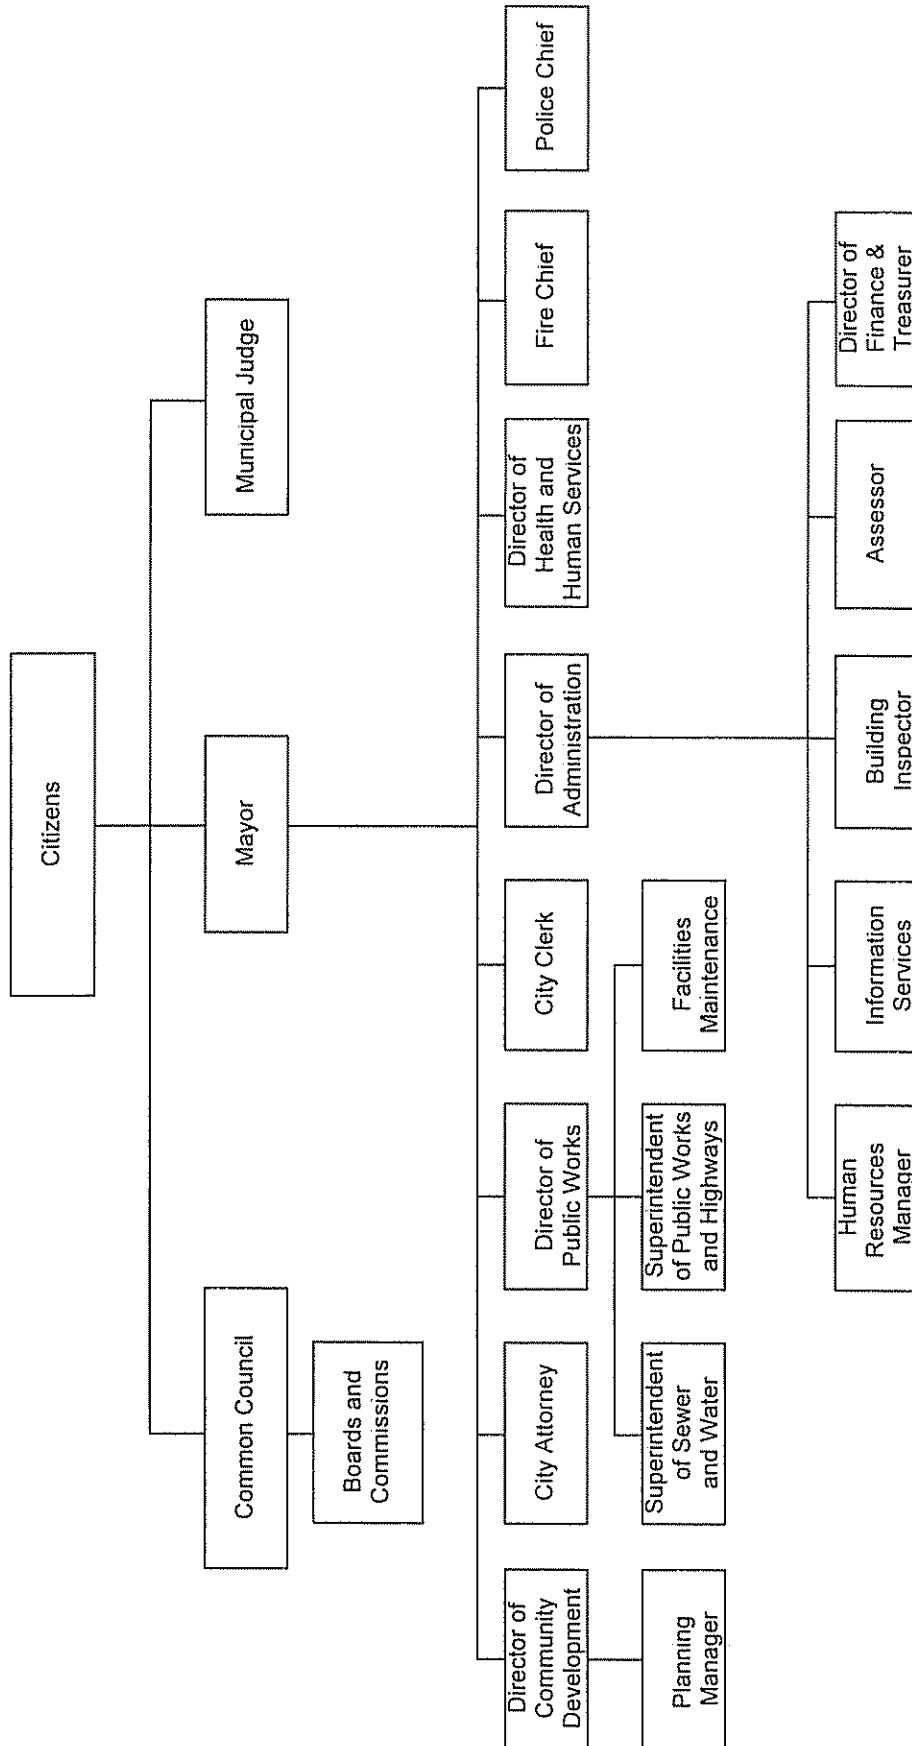 Citizens
Common Council
Mayor
Municipal Judge
Boards and
Commissions
Director of
Community
Development
City Attorney
Director of
Public Works
City Clerk
Director of
Administration
Director of
Health and
Human Services
Fire Chief
Police Chief
Planning
Manager
Superintendent
of Sewer
and Water
Superintendent
of Public Works
and Highways
Facilities
Maintenance
Human
Resources
Manager
Information
Services
Building
Inspector
Assessor
Director of
Finance &
Treasurer